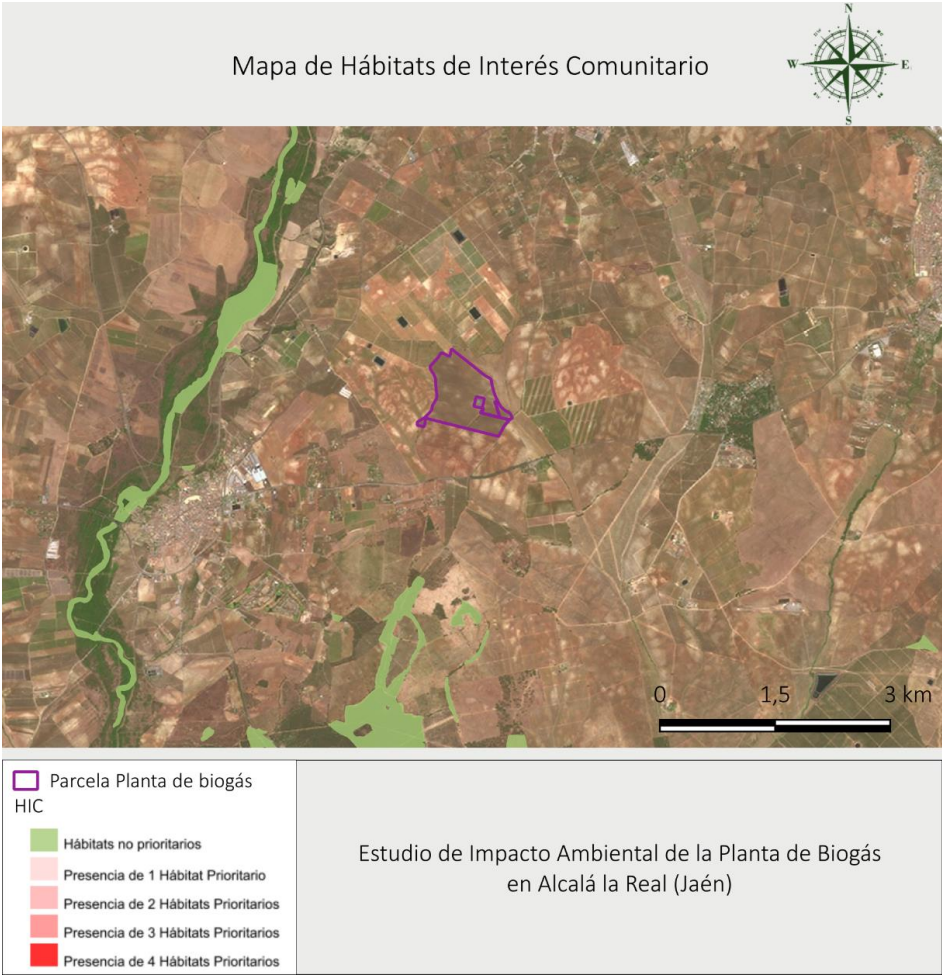 N
Mapa de Hábitats de Interés Comunitario
W
E
S
0 1,5 3 km
Parcela Planta de biogás
HIC
Hábitats no prioritarios
Presencia de 1 Hábitat Prioritario
Presencia de 2 Hábitats Prioritarios
Presencia de 3 Hábitats Prioritarios
Presencia de 4 Hábitats Prioritarios
Estudio de Impacto Ambiental de la Planta de Biogás
en Alcalá la Real (Jaén)